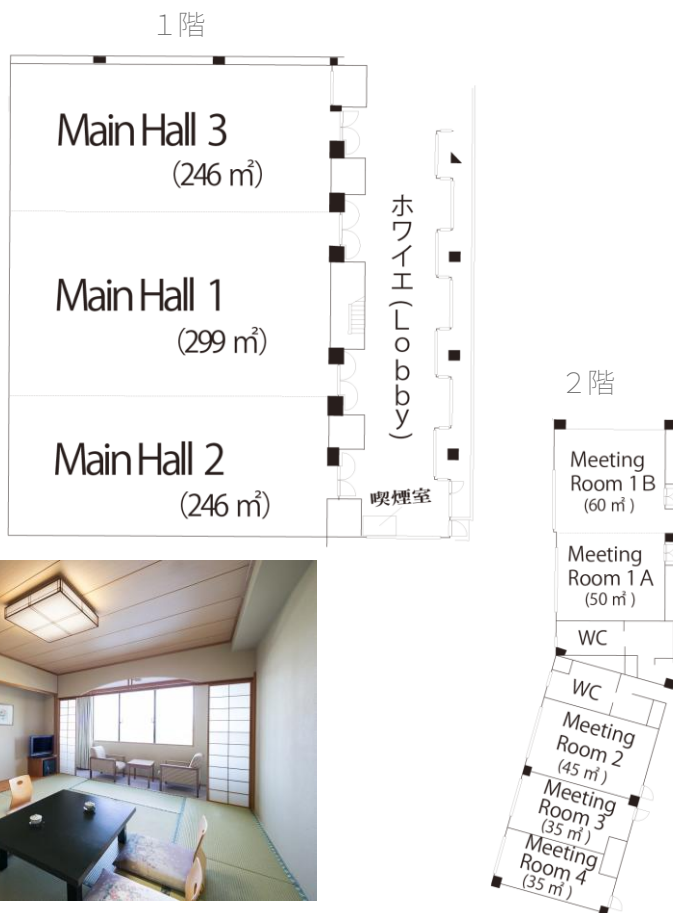 １階
Main Hall 3
(246 ㎡)
Main Hall 1
(299 ㎡)
Main Hall 2
(246 ㎡)
ホワイエ(Lobby)
喫煙室
２階
Meeting
Room 1B
(60 ㎡)
Meeting
Room 1A
(50 ㎡)
WC
WC
Meeting
Room 2
(45 ㎡)
Meeting
Room 3
(35 ㎡)
Meeting
Room 4
(35 ㎡)